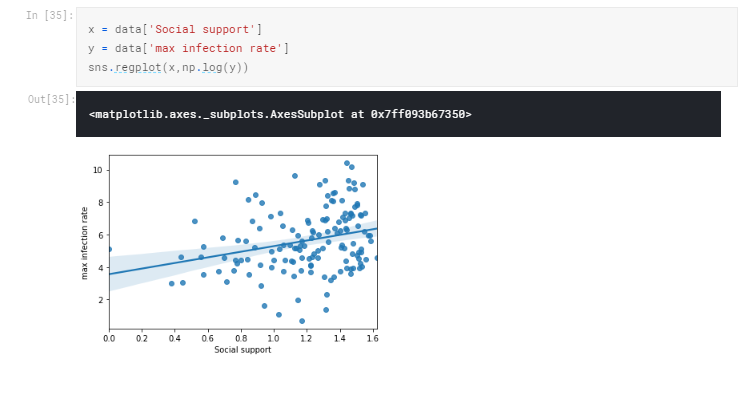 In [35]:
x = data['Social support']
y = data['max infection rate']
sns.regplot(x,np.log(y))
Out[35]:
<matplotlib.axes._subplots.AxesSubplot at 0x7ff093b67350>
10
8
6
4
2
max infection rate
0.0 0.2 0.4 0.6 0.8 1.0 1.2 1.4 1.6
Social support